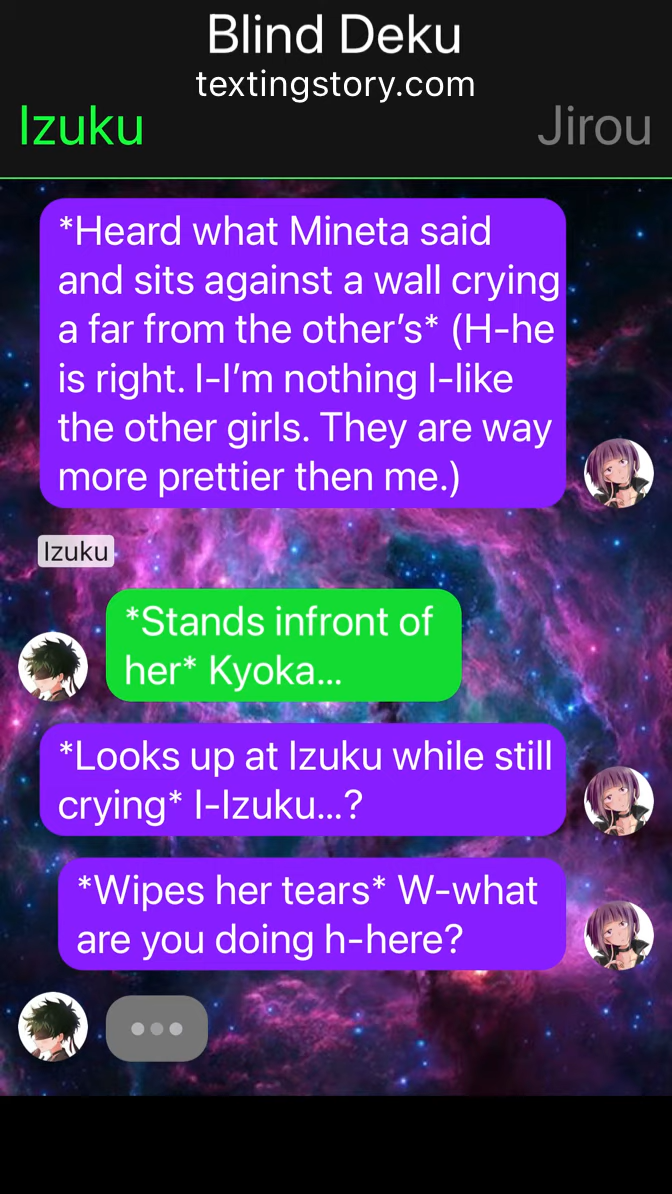 Blind Deku
textingstory.com
Izuku
Jirou
*Heard what Mineta said
and sits against a wall crying
a far from the other’s* (H-he
is right. I-I’m nothing I-like
the other girls. They are way
more prettier then me.)
Izuku
*Stands infront of
her* Kyoka...
*Looks up at Izuku while still
crying* I-Izuku...?
*Wipes her tears* W-what
are you doing h-here?